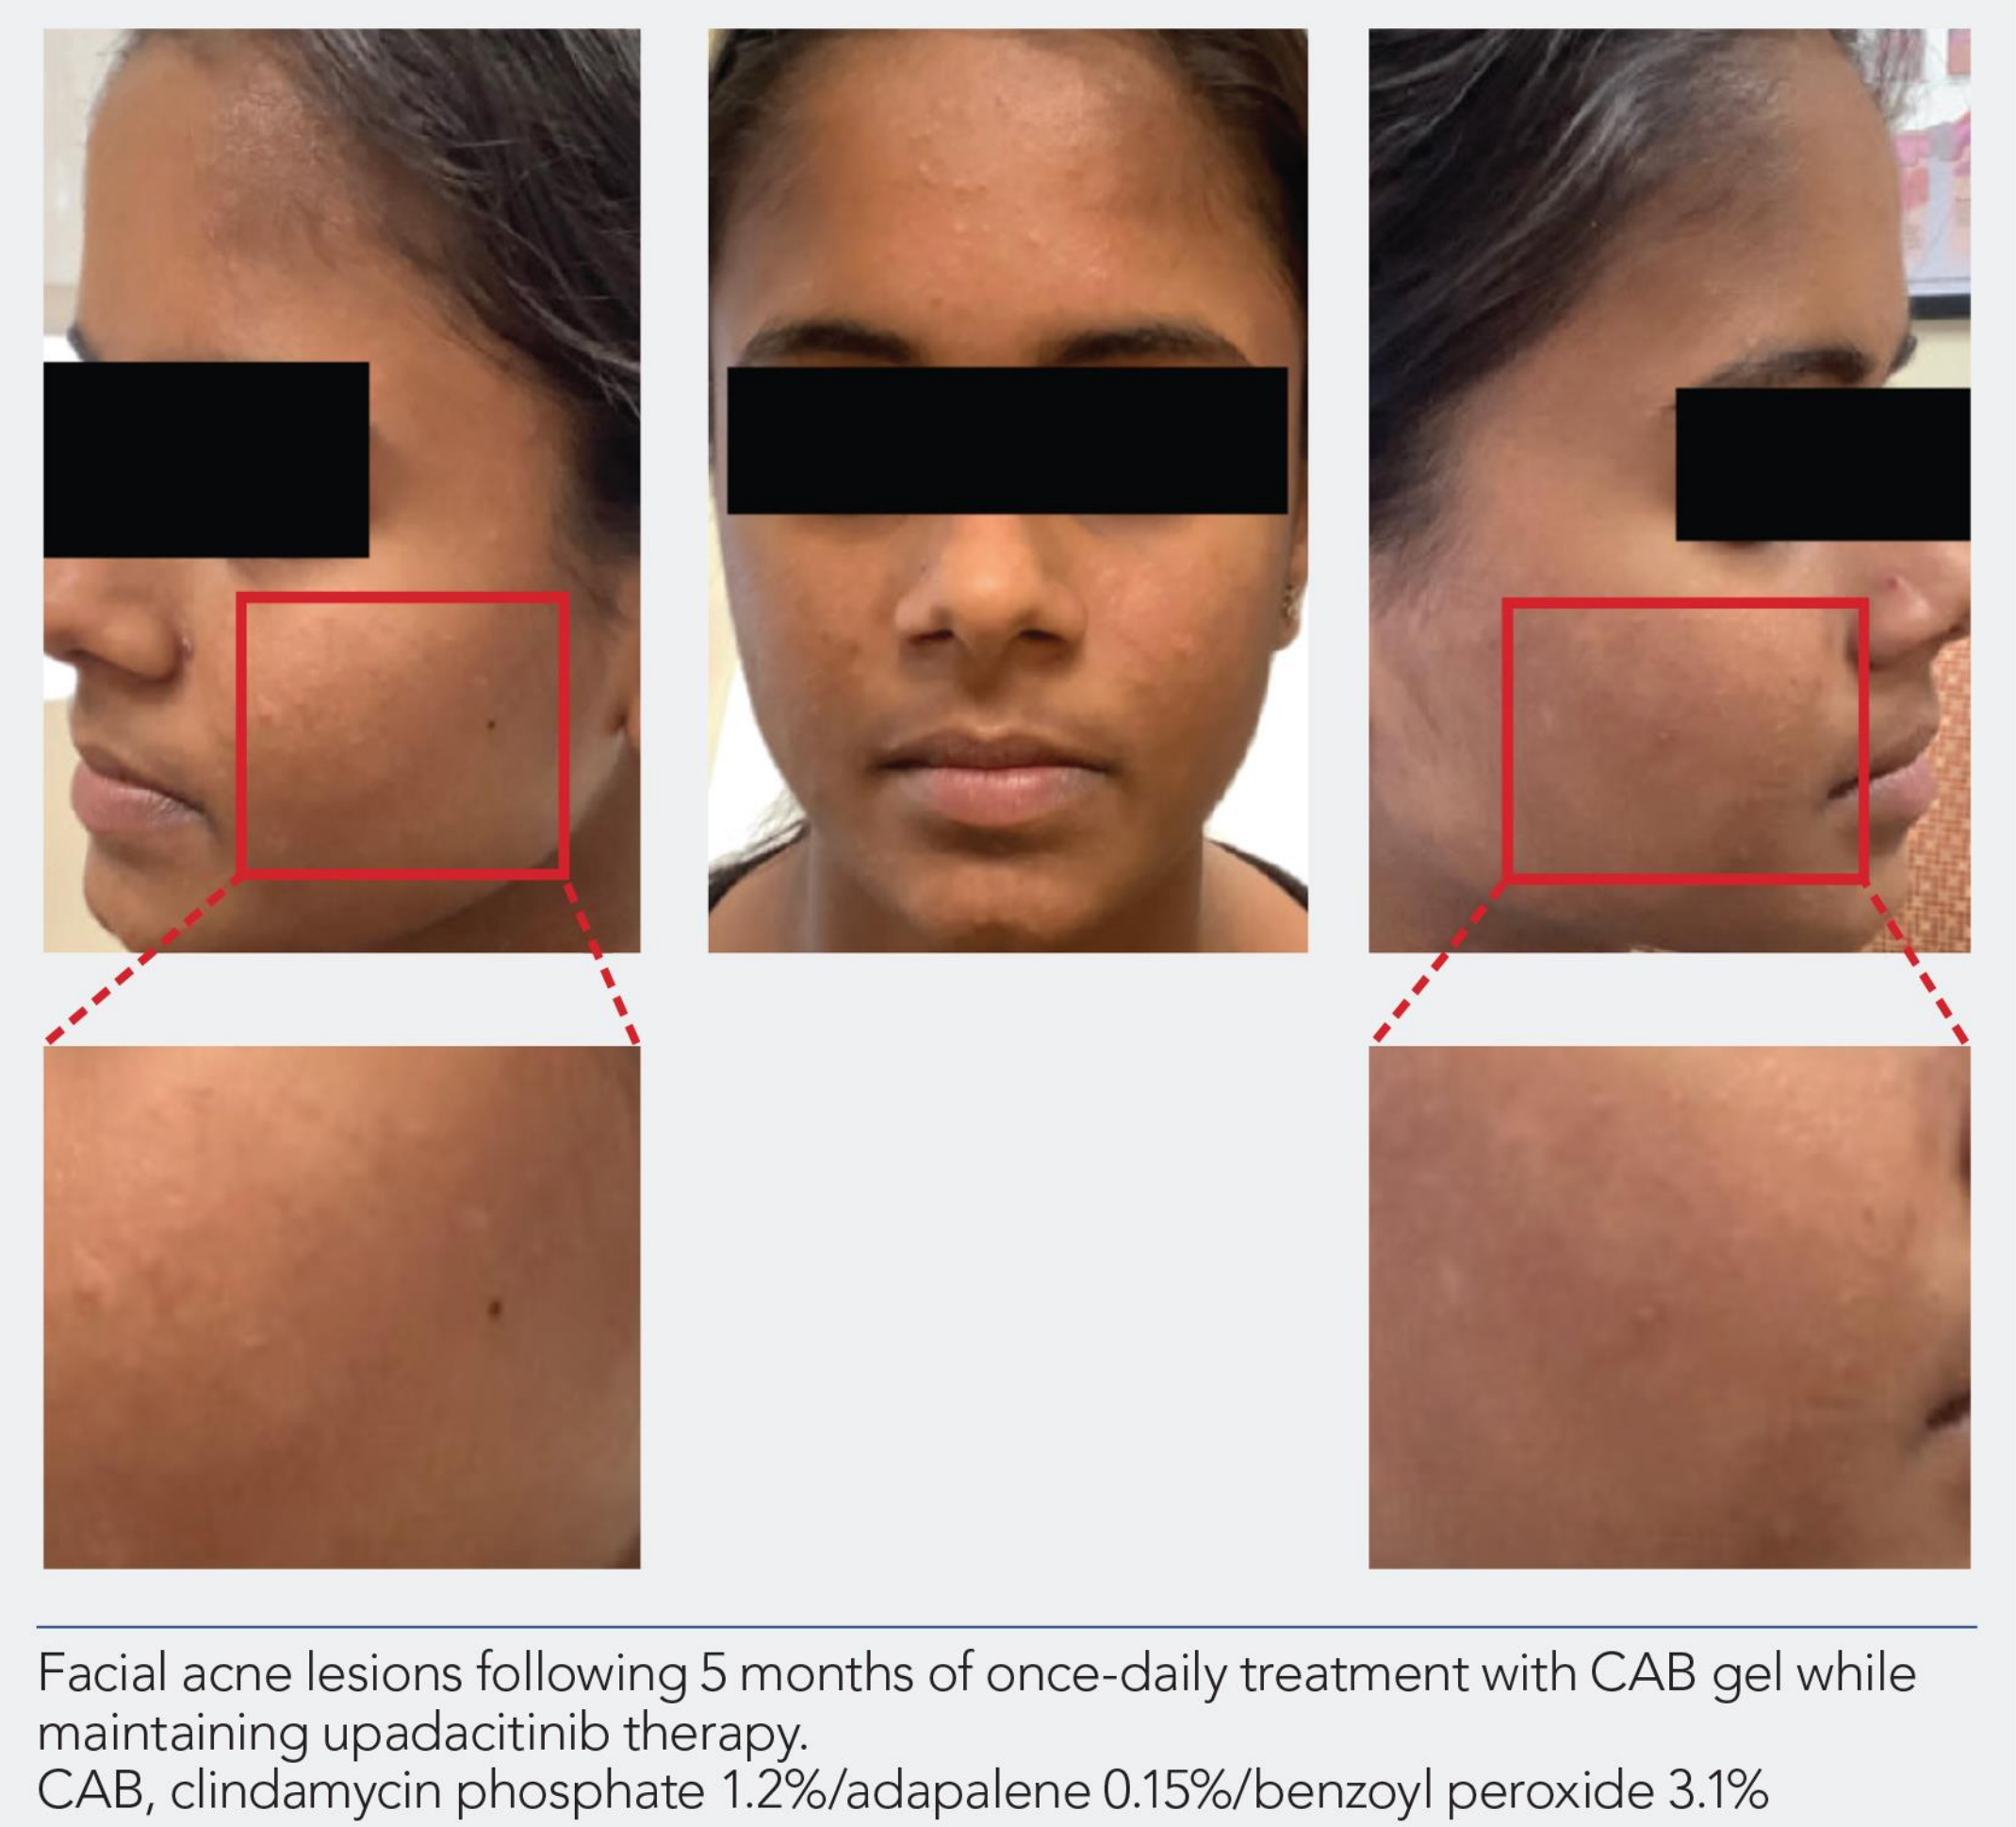 Facial acne lesions following 5 months of once-daily treatment with CAB gel while
maintaining upadacitinib therapy.
CAB, clindamycin phosphate 1.2%/adapalene 0.15%/benzoyl peroxide 3.1%